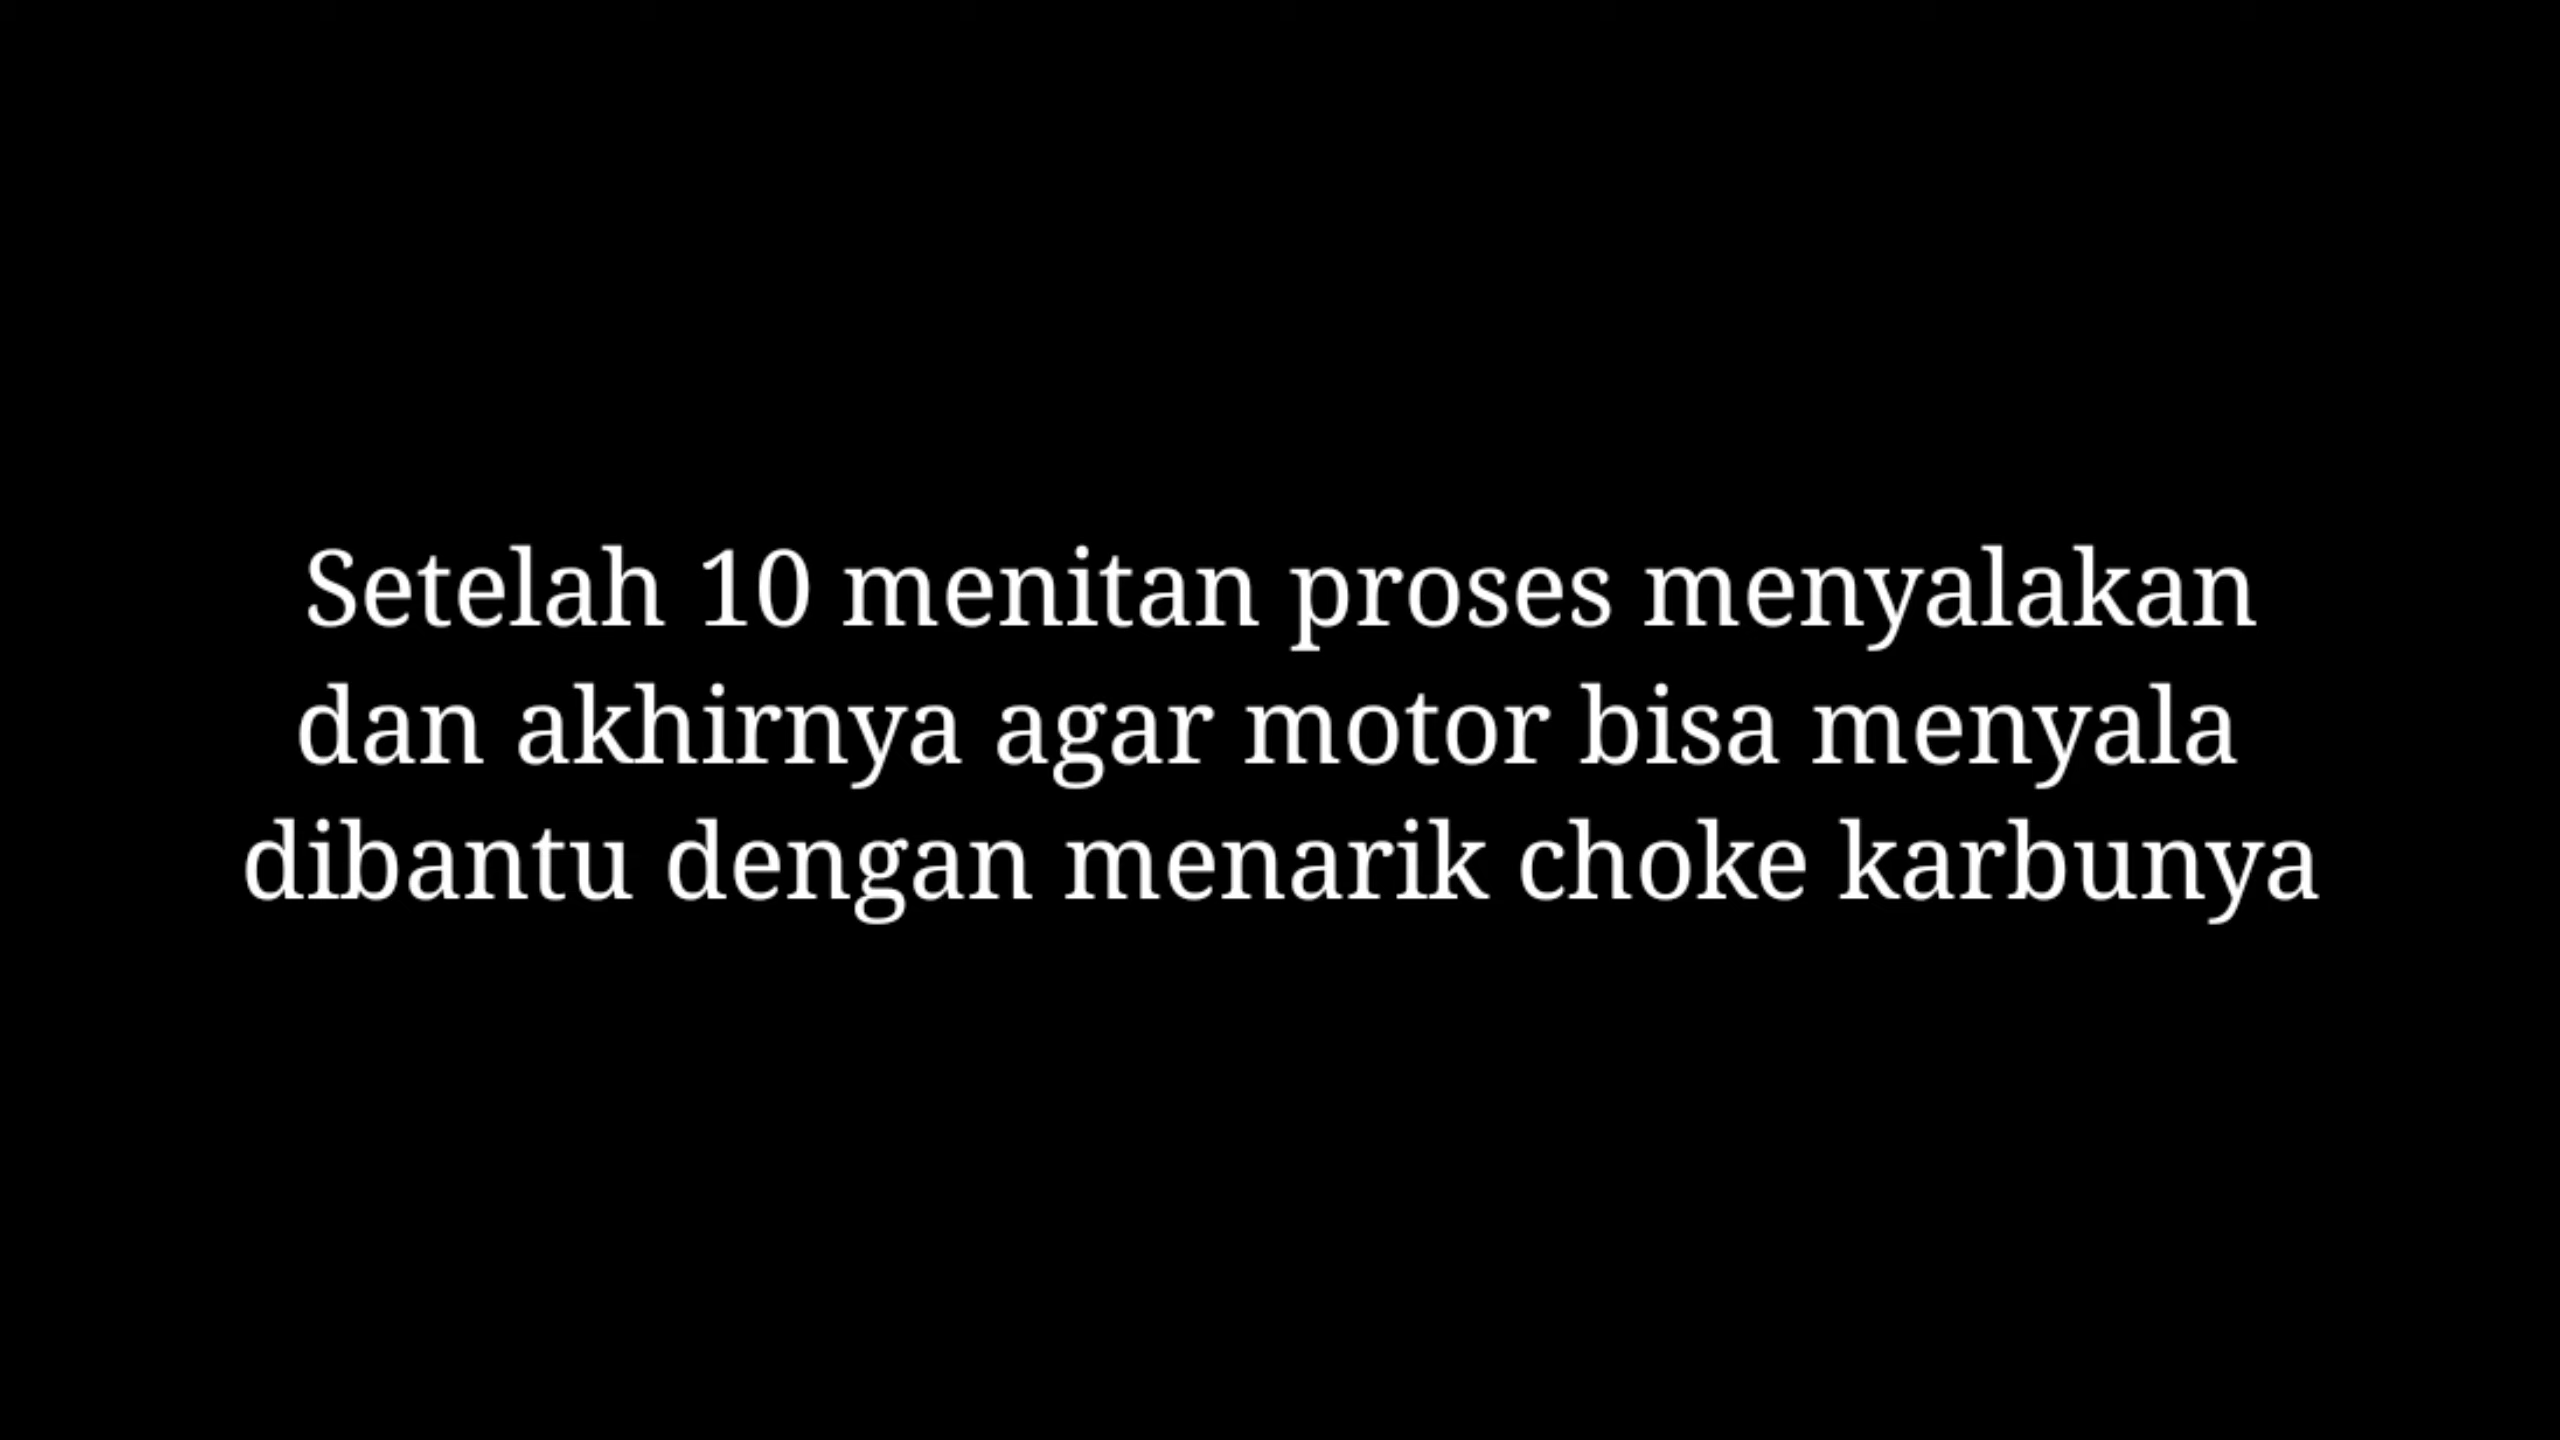 Setelah 10 menitan proses menyalakan
dan akhirnya agar motor bisa menyala
dibantu dengan menarik choke karbunya